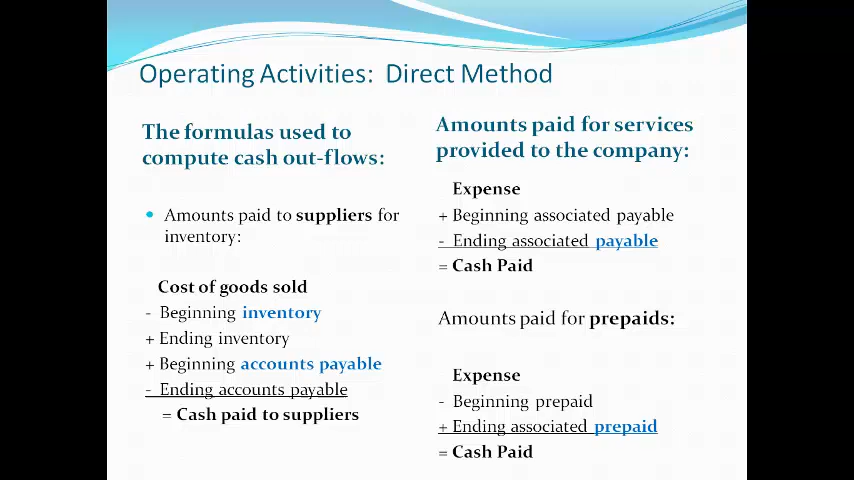 Operating Activities:  Direct Method
The formulas used to
compute cash out-flows:
• Amounts paid to suppliers for
inventory:
Cost of goods sold
- Beginning inventory
+ Ending inventory
+ Beginning accounts payable
- Ending accounts payable
= Cash paid to suppliers
Amounts paid for services
provided to the company:
Expense
+ Beginning associated payable
- Ending associated payable
= Cash Paid
Amounts paid for prepaids:
Expense
- Beginning prepaid
+ Ending associated prepaid
= Cash Paid